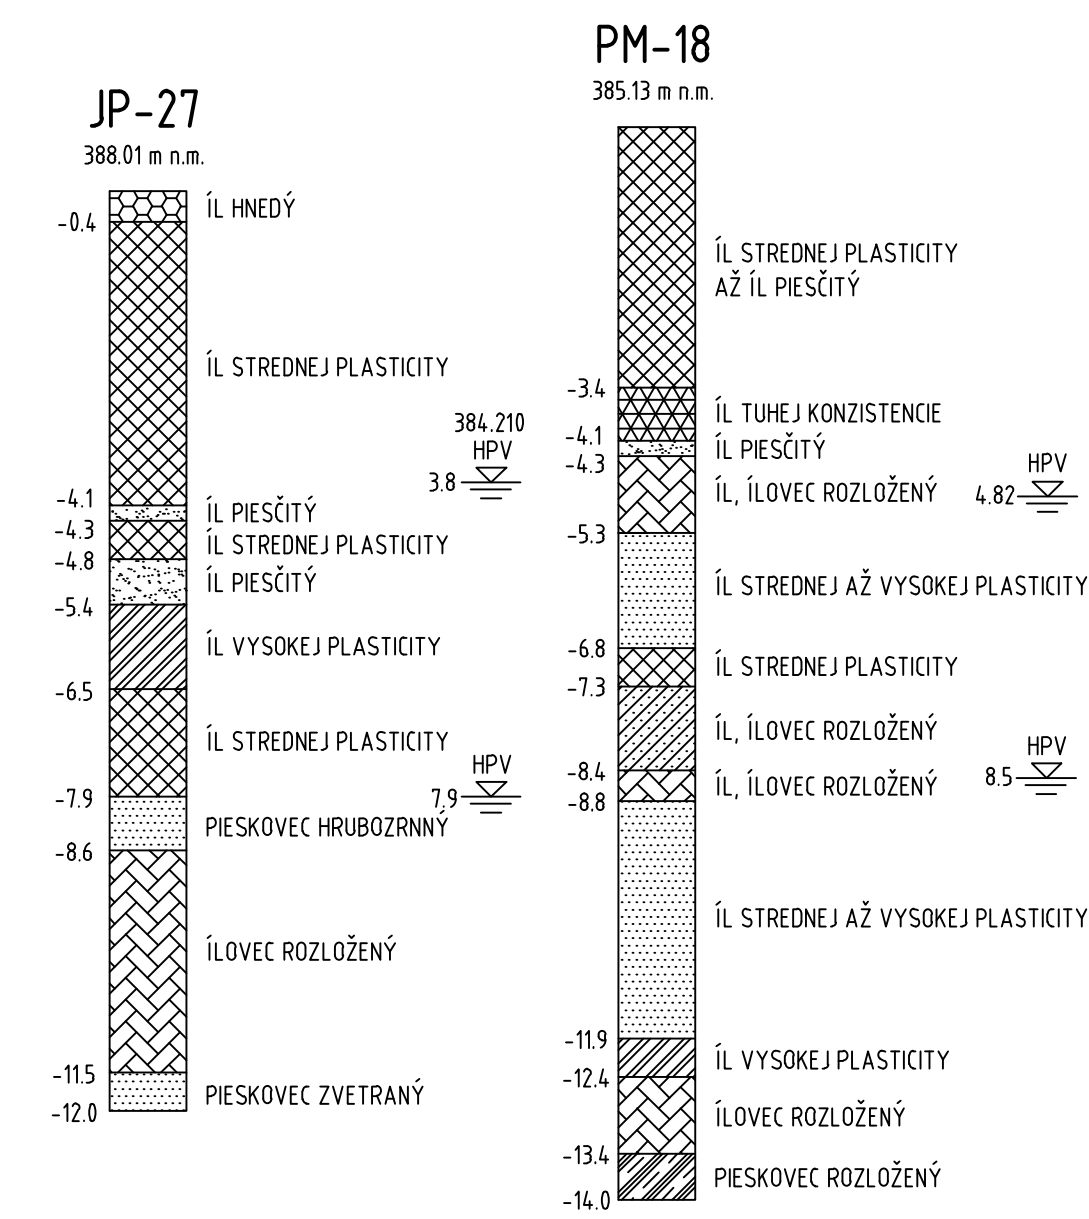 JP-27
388.01 m n.m.
ÍL HNEDÝ
-0.4
ÍL STREDNEJ PLASTICITY
384.210
HPV
3.8
-4.1
ÍL PIESČITÝ
-4.3
ÍL STREDNEJ PLASTICITY
-4.8
ÍL PIESČITÝ
-5.4
ÍL VYSOKEJ PLASTICITY
-6.5
ÍL STREDNEJ PLASTICITY
HPV
7.9
-7.9
PIESKOVEC HRUBOZRNNÝ
-8.6
ÍLOVEC ROZLOŽENÝ
-11.5
PIESKOVEC ZVETRANÝ
-12.0
PM-18
385.13 m n.m.
ÍL STREDNEJ PLASTICITY
AŽ ÍL PIESČITÝ
-3.4
ÍL TUHEJ KONZISTENCIE
-4.1
ÍL PIESČITÝ
-4.3
HPV
4.82
ÍL, ÍLOVEC ROZLOŽENÝ
-5.3
ÍL STREDNEJ AŽ VYSOKEJ PLASTICITY
-6.8
ÍL STREDNEJ PLASTICITY
-7.3
ÍL, ÍLOVEC ROZLOŽENÝ
HPV
8.5
-8.4
ÍL, ÍLOVEC ROZLOŽENÝ
-8.8
ÍL STREDNEJ AŽ VYSOKEJ PLASTICITY
-11.9
ÍL VYSOKEJ PLASTICITY
-12.4
ÍLOVEC ROZLOŽENÝ
-13.4
PIESKOVEC ROZLOŽENÝ
-14.0